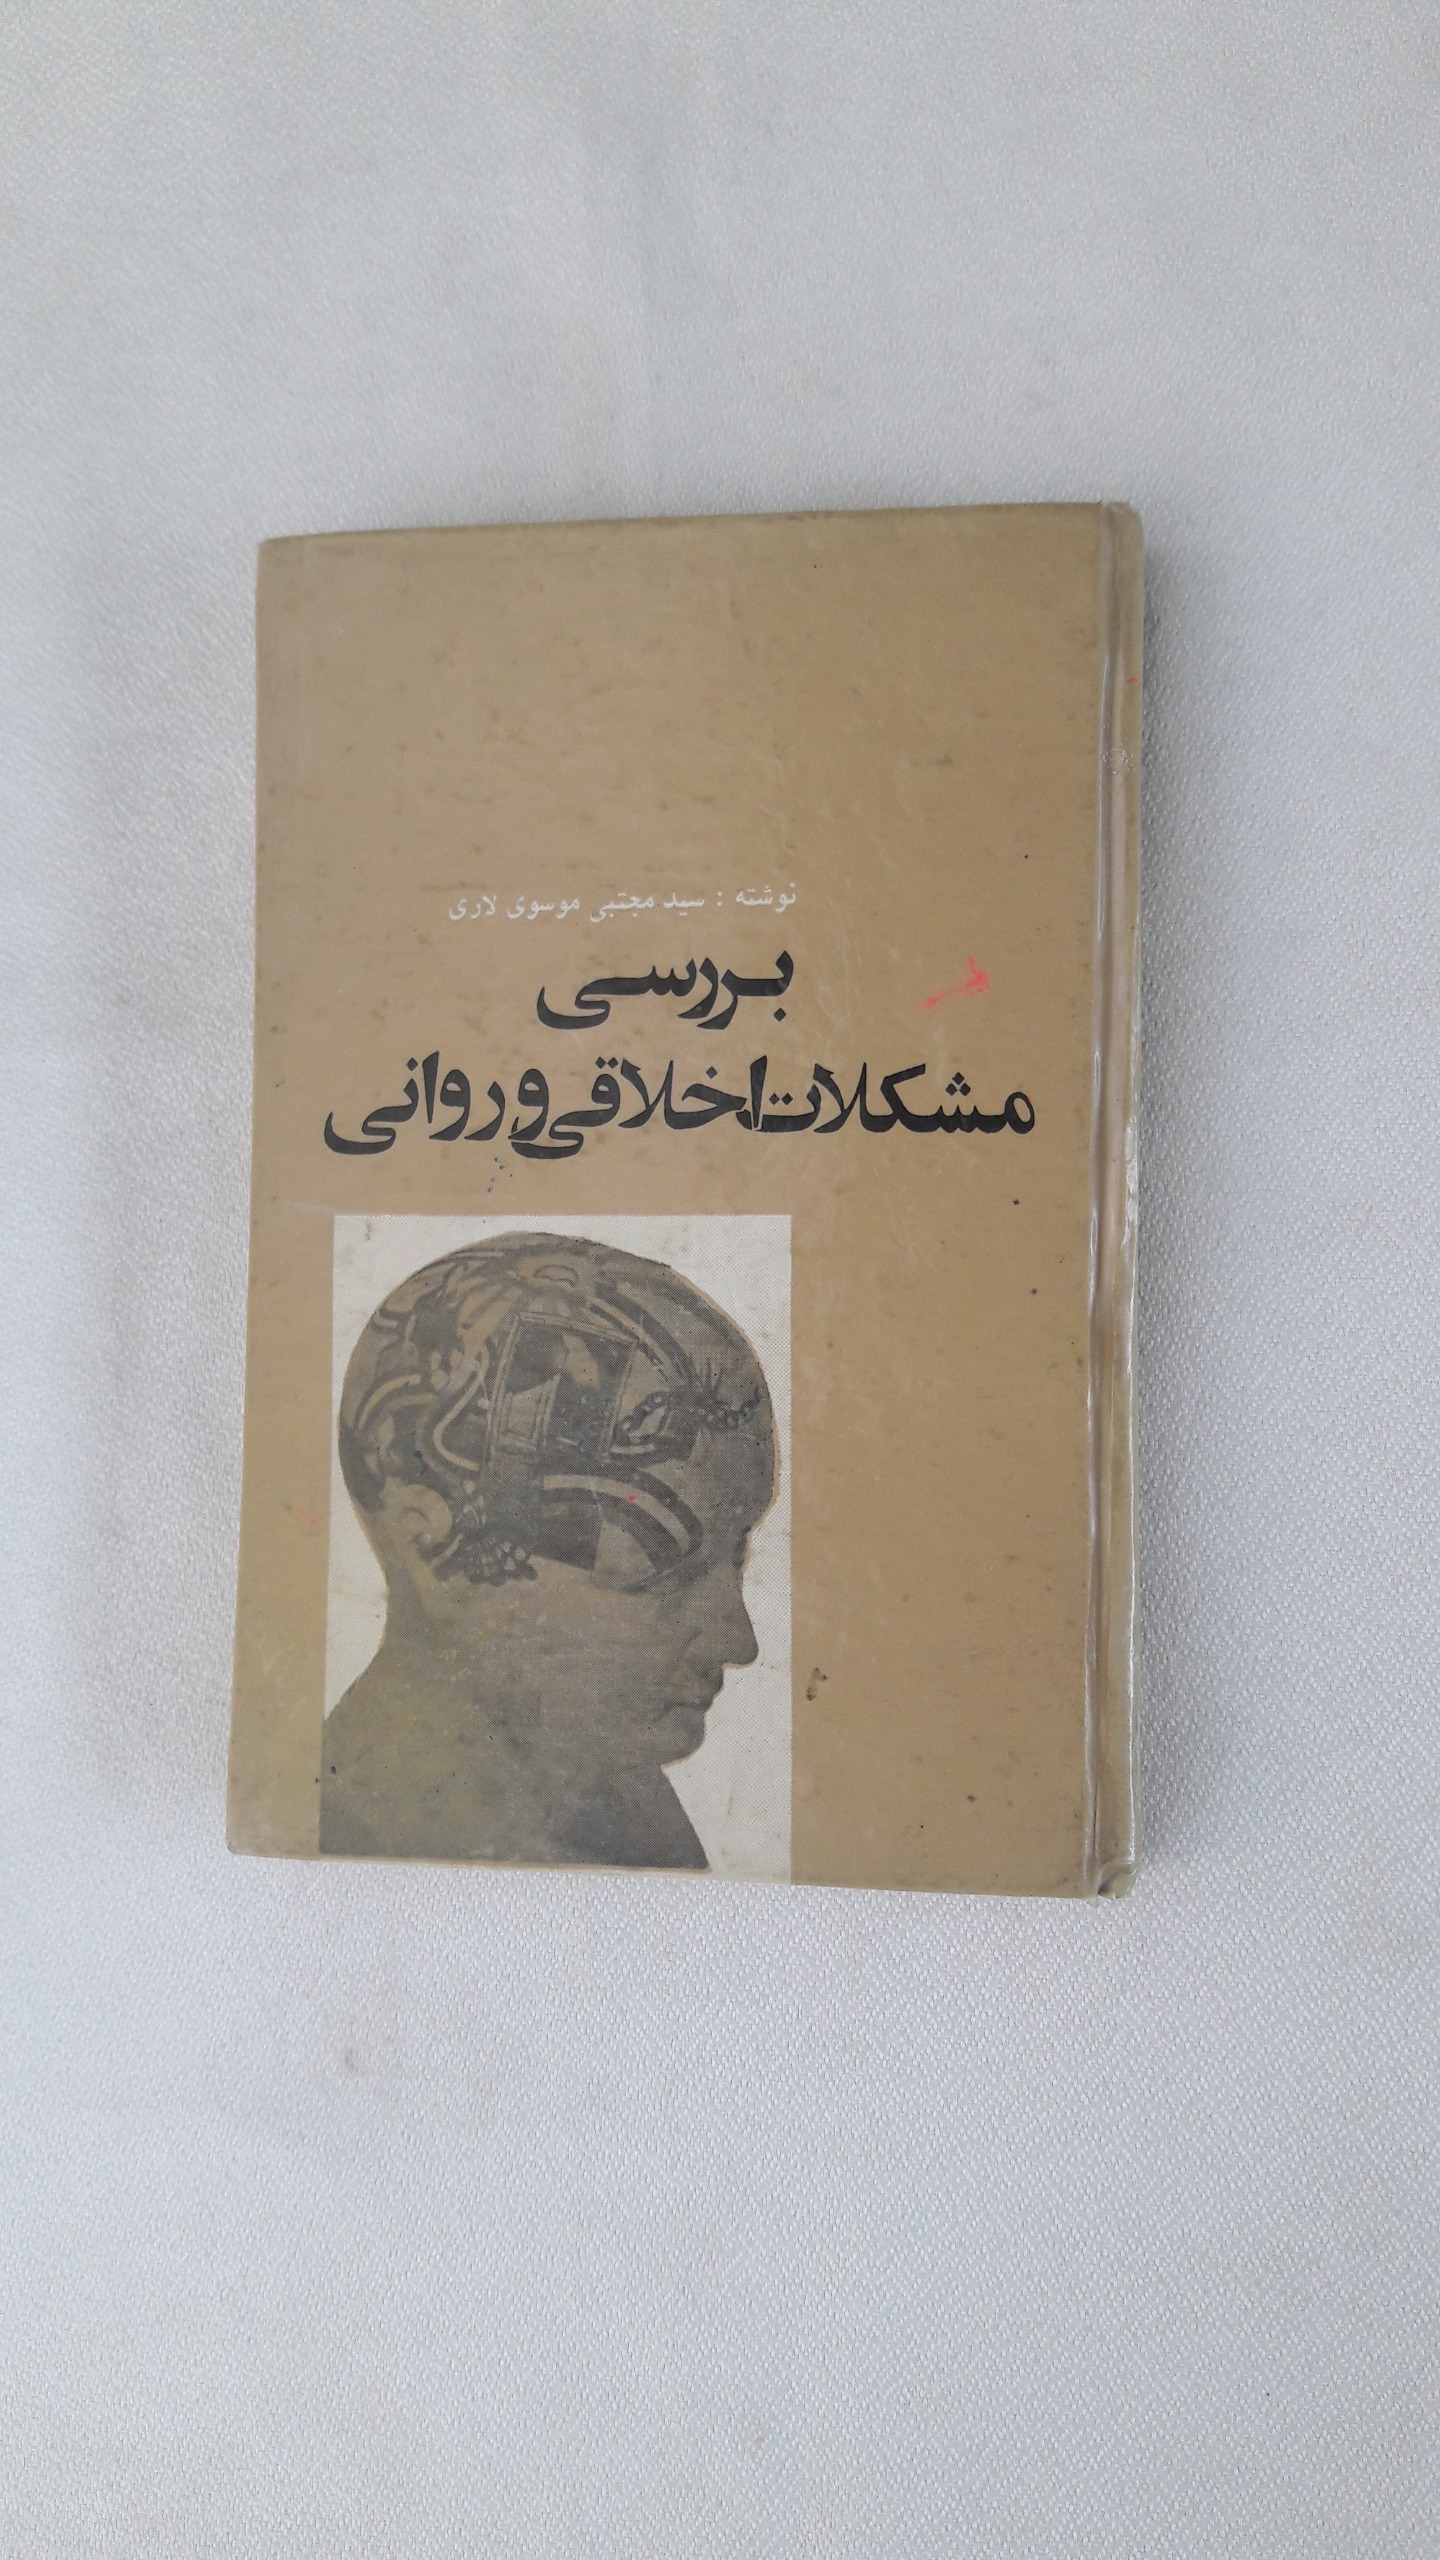 نوشته : سید مجتبی موسوی لاری
بررسی
مشکلات اخلاقی و روانی